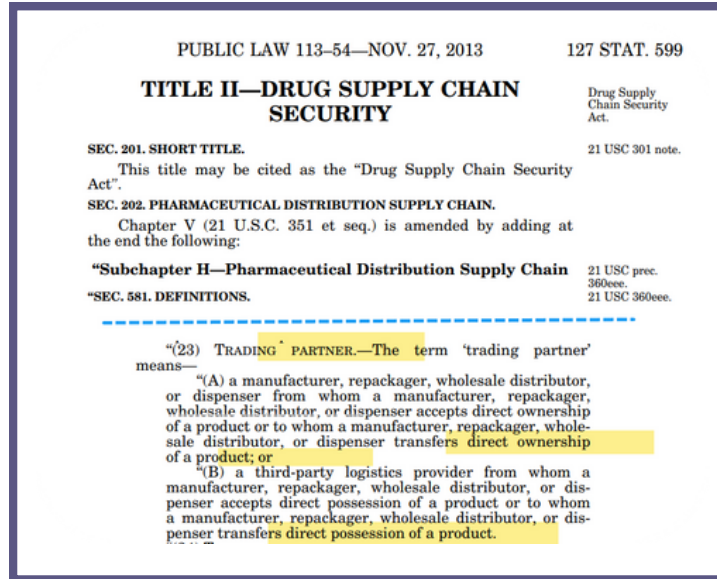 PUBLIC LAW 113–54—NOV. 27, 2013 127 STAT. 599
TITLE II—DRUG SUPPLY CHAIN
SECURITY
Drug Supply
Chain Security
Act.
SEC. 201. SHORT TITLE.
21 USC 301 note.
This title may be cited as the “Drug Supply Chain Security
Act”.
SEC. 202. PHARMACEUTICAL DISTRIBUTION SUPPLY CHAIN.
Chapter V (21 U.S.C. 351 et seq.) is amended by adding at
the end the following:
“Subchapter H—Pharmaceutical Distribution Supply Chain
21 USC prec.
360eee.
“SEC. 581. DEFINITIONS.
21 USC 360eee.
“(23) TRADING PARTNER.—The term ‘trading partner’
means—
“(A) a manufacturer, repackager, wholesale distributor,
or dispenser from whom a manufacturer, repackager,
wholesale distributor, or dispenser accepts direct ownership
of a product or to whom a manufacturer, repackager, whole-
sale distributor, or dispenser transfers direct ownership
of a product; or
“(B) a third-party logistics provider from whom a
manufacturer, repackager, wholesale distributor, or dis-
penser accepts direct possession of a product or to whom
a manufacturer, repackager, wholesale distributor, or dis-
penser transfers direct possession of a product.